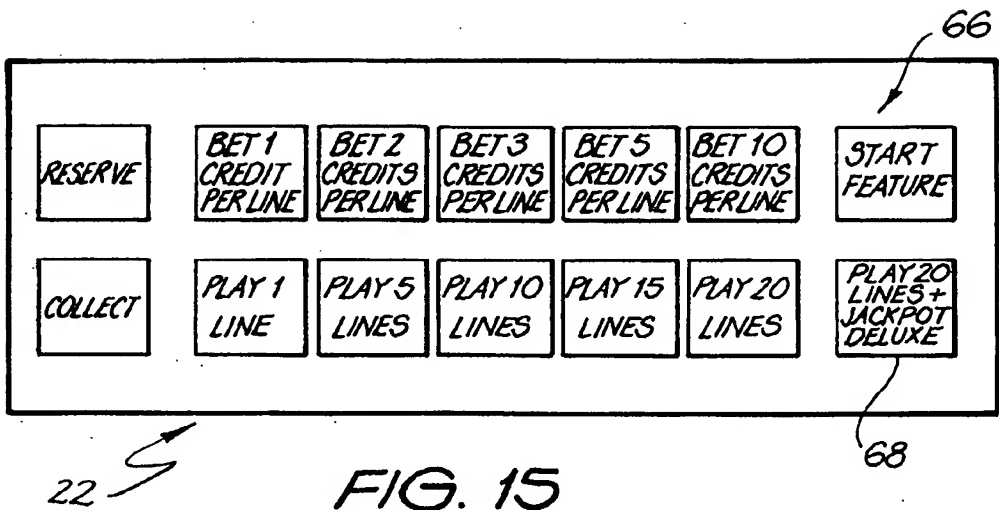 66
RESERVE
BET 1
CREDIT
PER LINE
BET 2
CREDITS
PER LINE
BET 3
CREDITS
PER LINE
BET 5
CREDITS
PER LINE
BET 10
CREDITS
PER LINE
START
FEATURE
COLLECT
PLAY 1
LINE
PLAY 5
LINES
PLAY 10
LINES
PLAY 15
LINES
PLAY 20
LINES
PLAY 20
LINES +
JACKPOT
DELUXE
22
68
FIG. 15